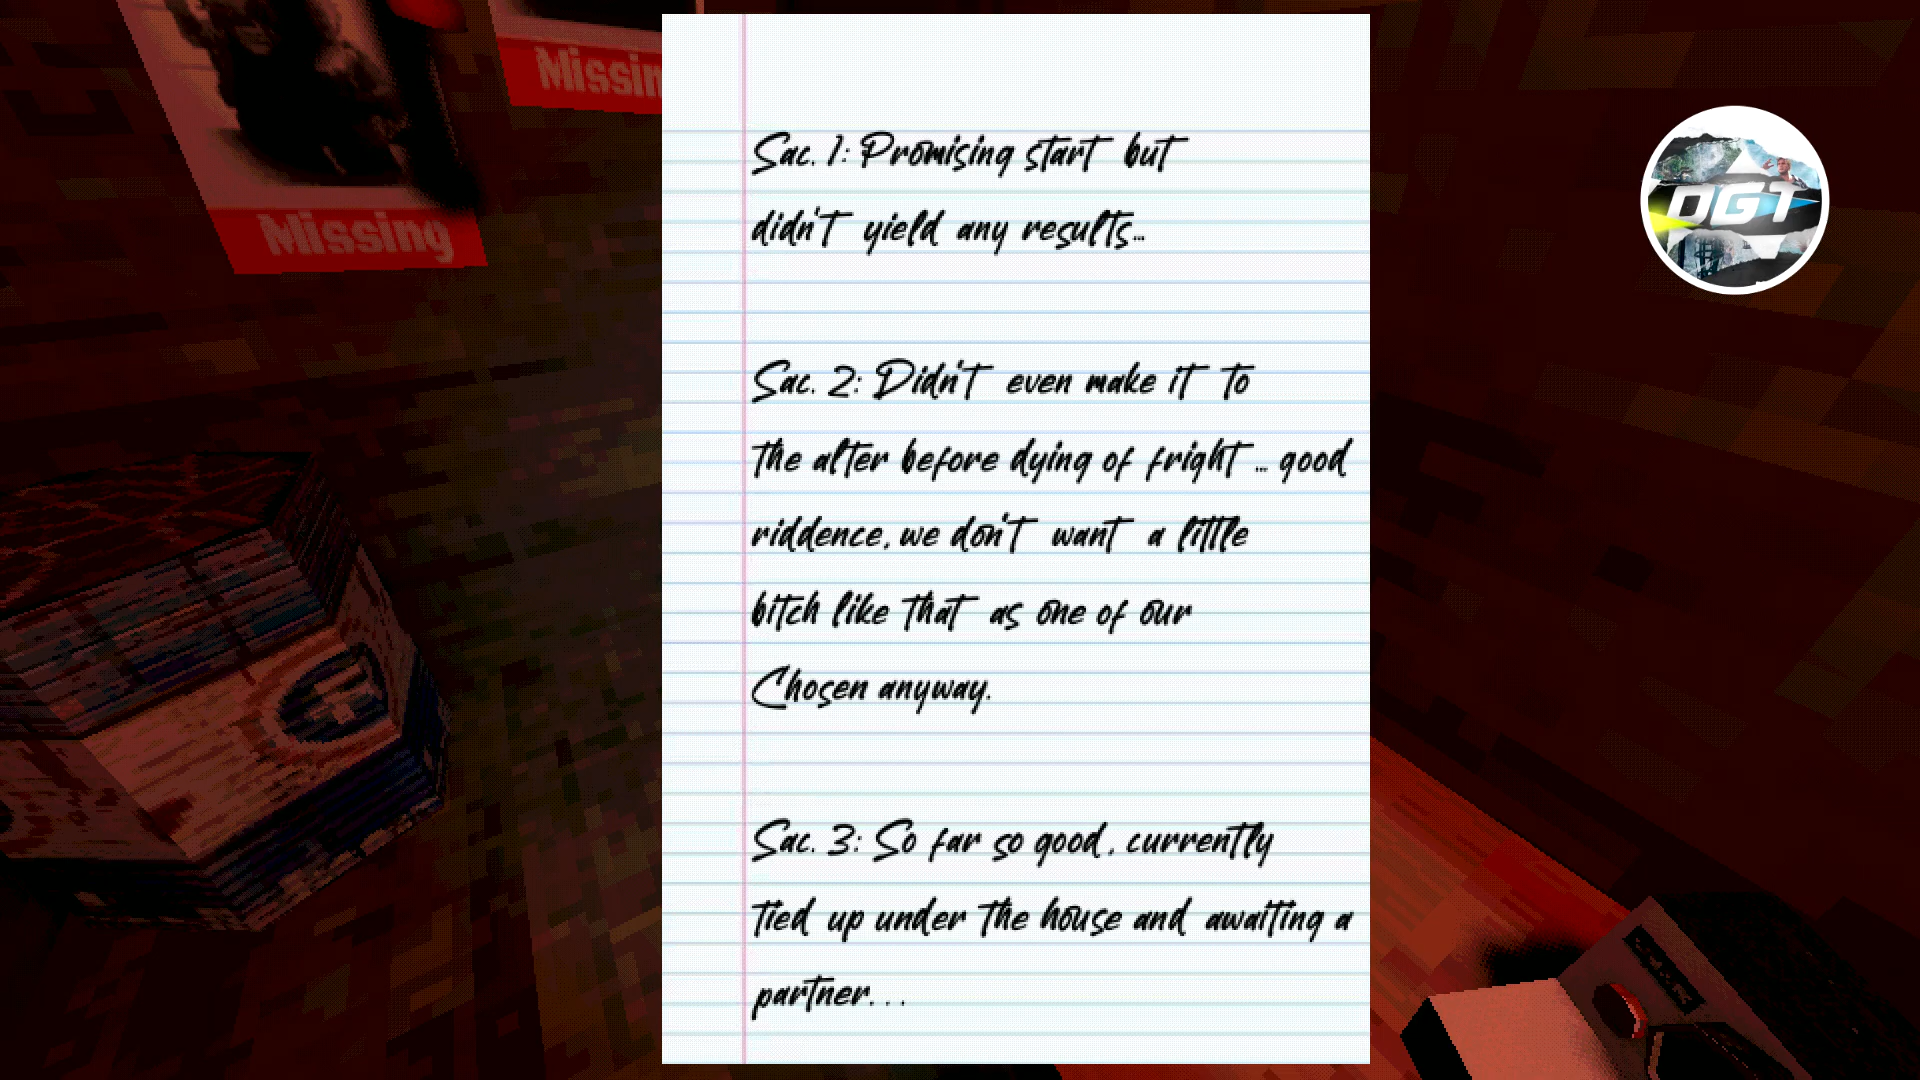 Missing
Missin
DGT
Sac. 1: Promising start but
didn't yield any results...
Sac. 2: Didn't even make it to
the alter before dying of fright ... good
riddence, we don't want a little
bitch like that as one of our
Chosen anyway.
Sac. 3: So far so good, currently
tied up under the house and awaiting a
partner...